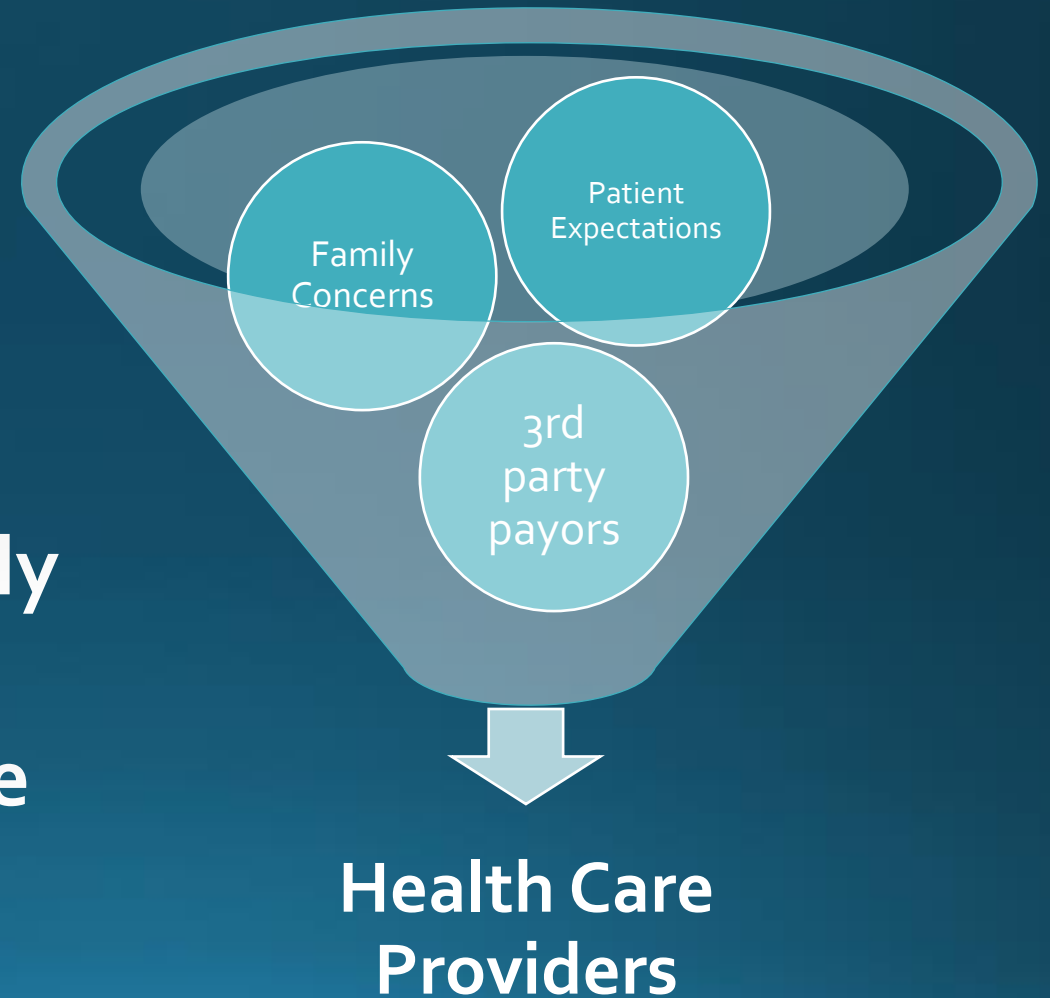 Patient
Expectations
Family
Concerns
3rd
party
payors
Health Care
Providers